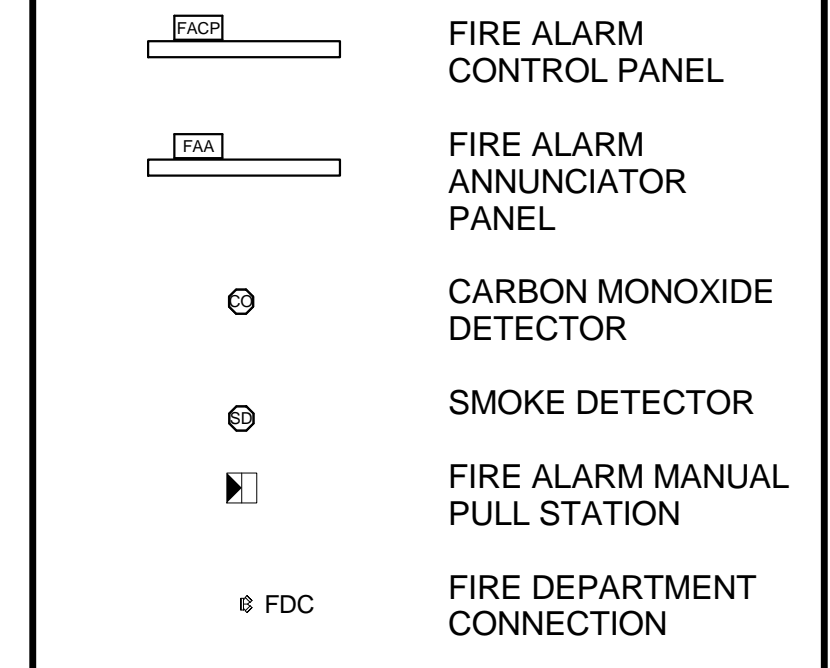 FACP
FIRE ALARM
CONTROL PANEL
FAA
FIRE ALARM
ANNUNCIATOR
PANEL
CO
CARBON MONOXIDE
DETECTOR
SD
SMOKE DETECTOR
FIRE ALARM MANUAL
PULL STATION
FDC
FIRE DEPARTMENT
CONNECTION